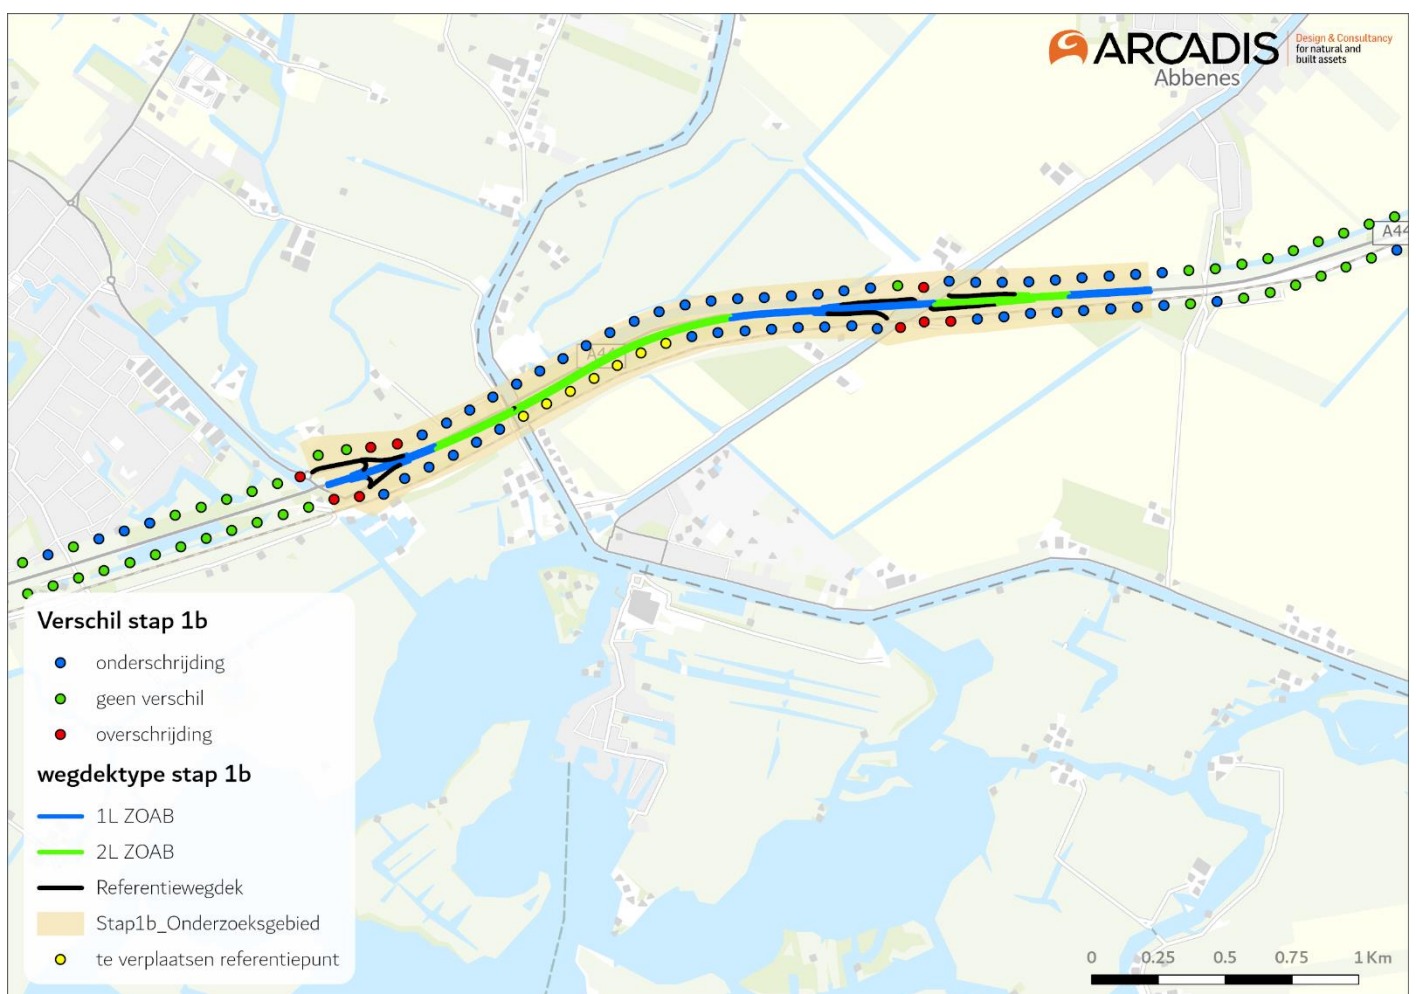 ARCADIS
Design & Consultancy
for natural and
built assets
Abbenes
A44
A44
Verschil stap 1b
onderschrijding
geen verschil
overschrijding
wegdektype stap 1b
1L ZOAB
2L ZOAB
Referentiewegdek
Stap1b_Onderzoeksgebied
te verplaatsen referentiepunt
0 0.25 0.5 0.75 1 Km